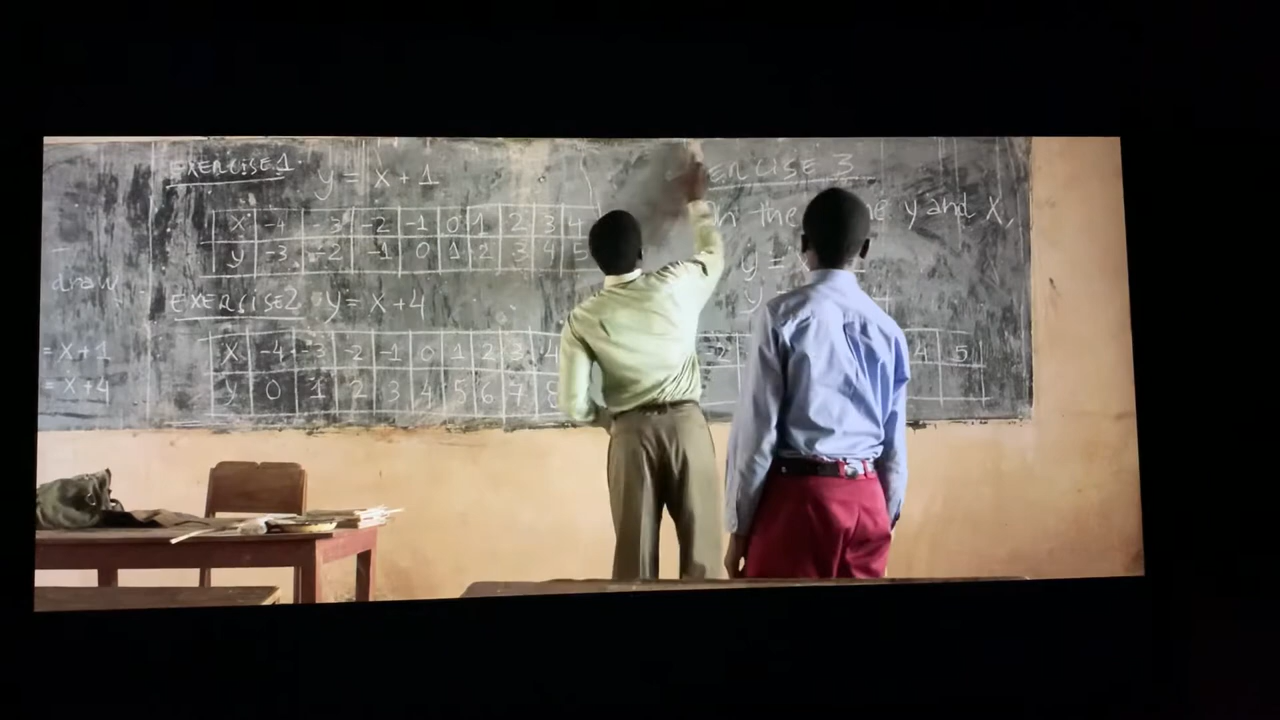 draw
= x+1
= x+4
EXERCISE1
y = x + 1
x -4 -3 -2 -1 0 1 2 3 4
y -3 -2 -1 0 1 2 3 4 5
EXERCISE2 y = x+4
x -4 -3 -2 -1 0 1 2 3 4
y 0 1 2 3 4 5 6 7 8
ERCISE 3
the y and x,
y =
y
-2 4 5